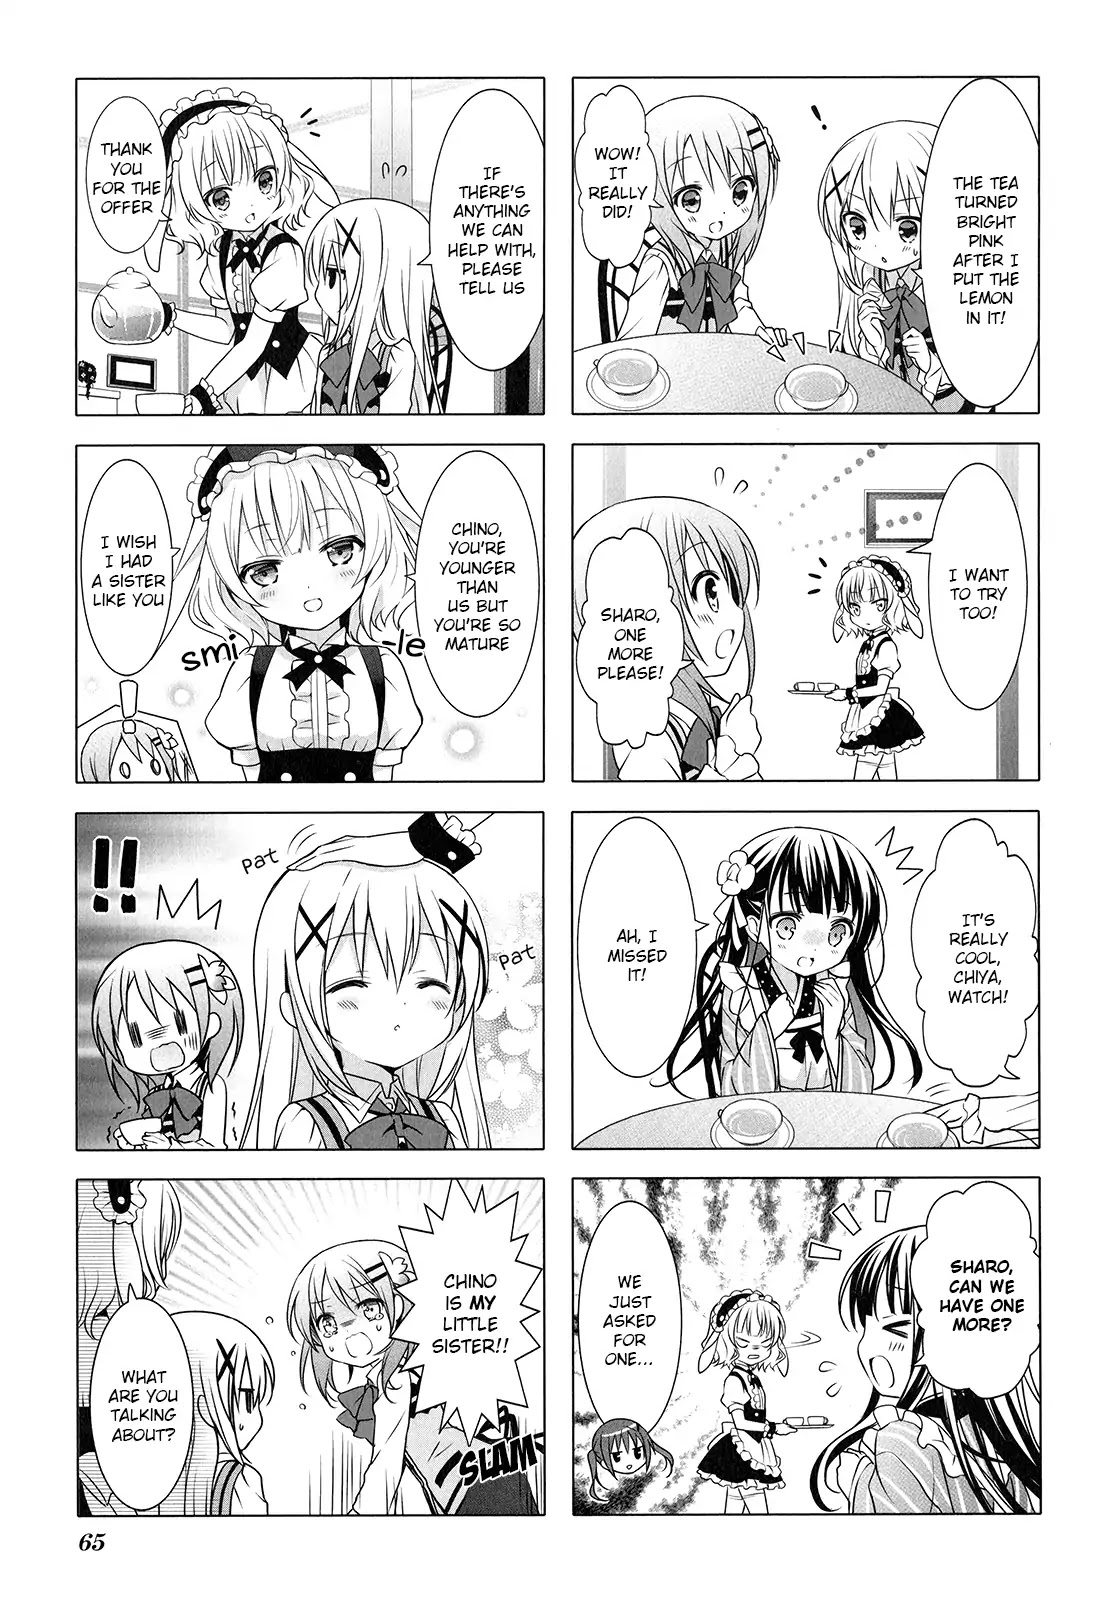 THE TEA
TURNED
BRIGHT
PINK
AFTER I
PUT THE
LEMON
IN IT!
WOW!
IT
REALLY
DID!
I WANT
TO TRY
TOO!
SHARO,
ONE
MORE
PLEASE!
IT'S
REALLY
COOL,
CHIYA,
WATCH!
AH, I
MISSED
IT!
SHARO,
CAN WE
HAVE ONE
MORE?
WE
JUST
ASKED
FOR
ONE...
IF
THERE'S
ANYTHING
WE CAN
HELP WITH,
PLEASE
TELL US
THANK
YOU
FOR THE
OFFER
CHINO,
YOU'RE
YOUNGER
THAN
US BUT
YOU'RE SO
MATURE
I WISH
I HAD
A SISTER
LIKE YOU
smi
-le
!
pat
pat
!!
CHINO
IS MY
LITTLE
SISTER!!
SLAM
WHAT
ARE YOU
TALKING
ABOUT?
65